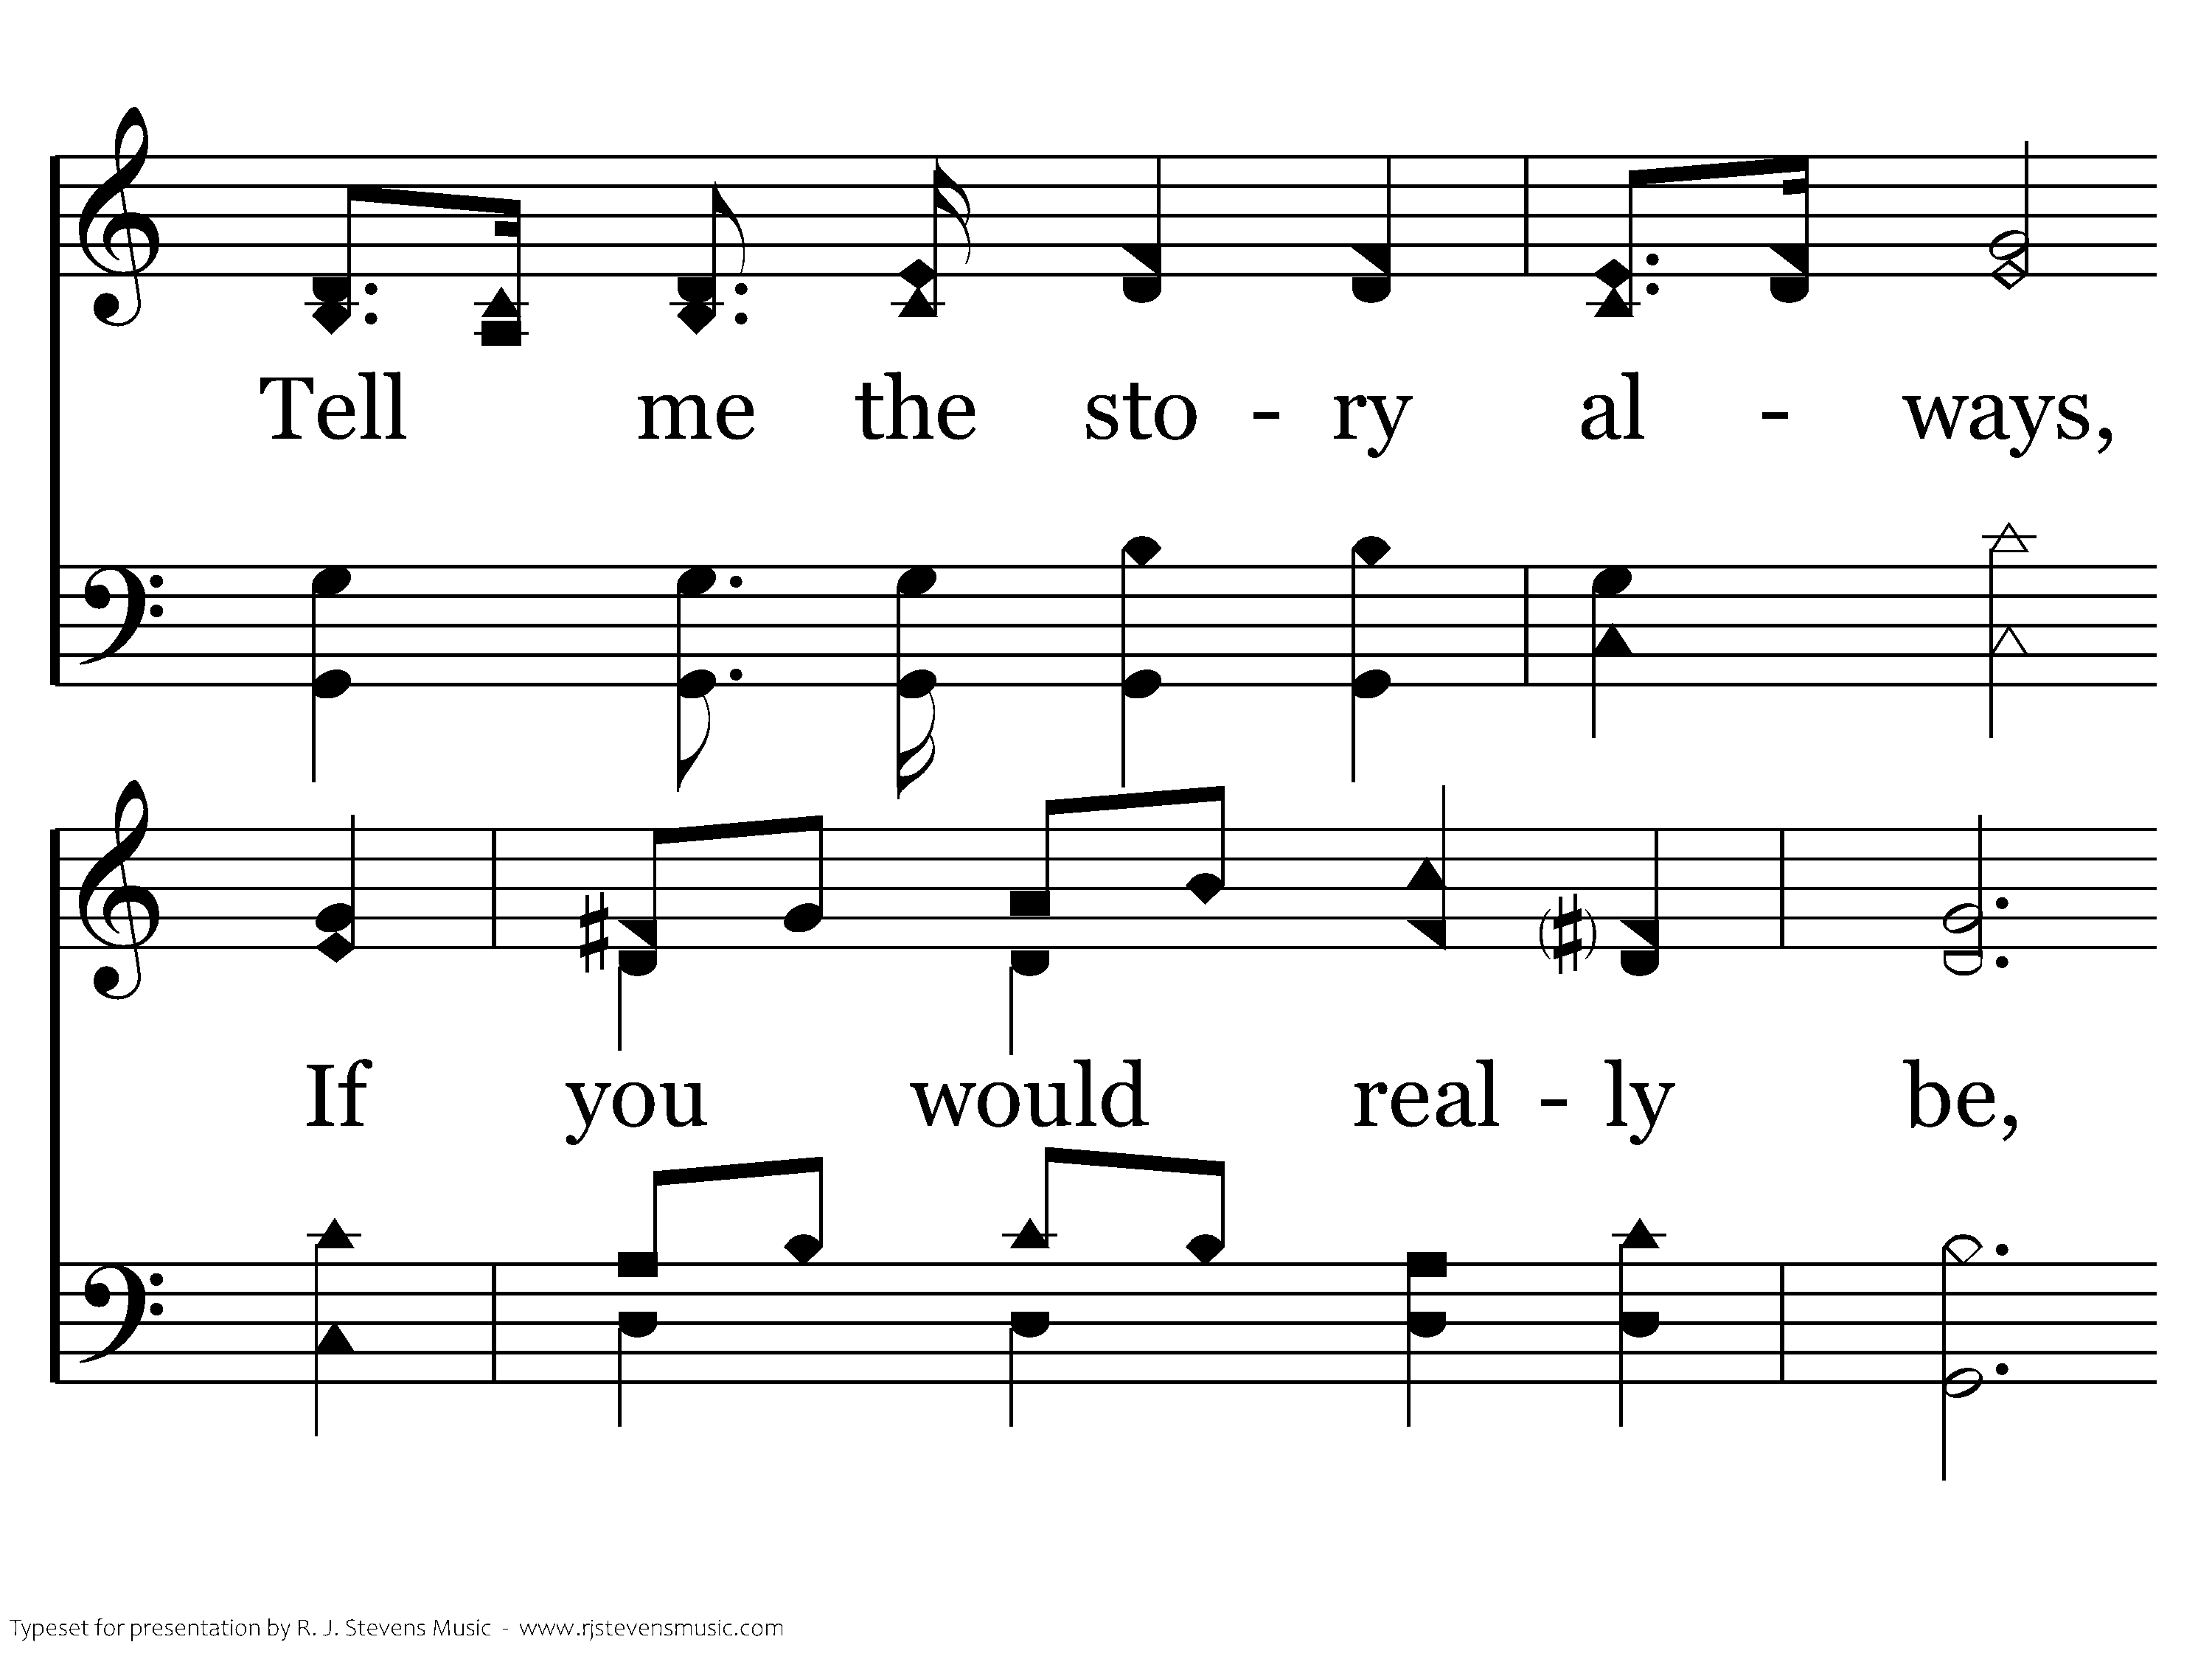 Tell me the sto - ry al - ways,
If you would real - ly be,
Typeset for presentation by R. J. Stevens Music - www.rjstevensmusic.com